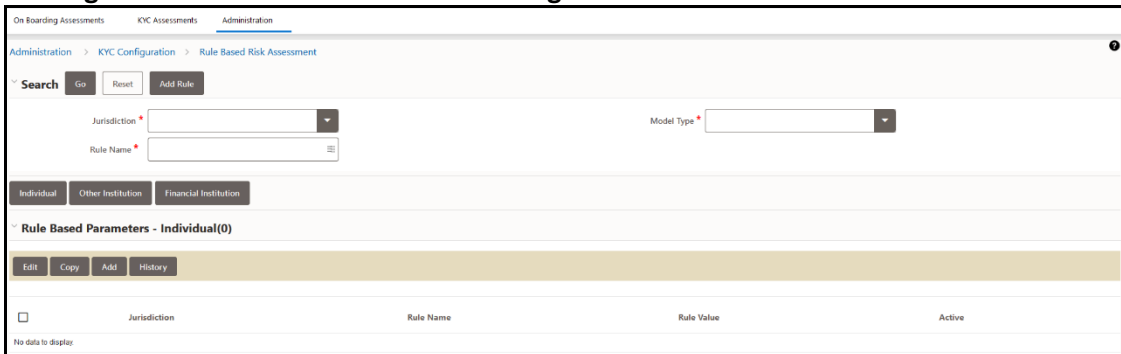 On Boarding Assessments KYC Assessments Administration
Administration > KYC Configuration > Rule Based Risk Assessment
Search Go Reset Add Rule
Jurisdiction * Model Type *
Rule Name *
Individual Other Institution Financial Institution
Rule Based Parameters - Individual(0)
Edit Copy Add History
Jurisdiction Rule Name Rule Value Active
No data to display.